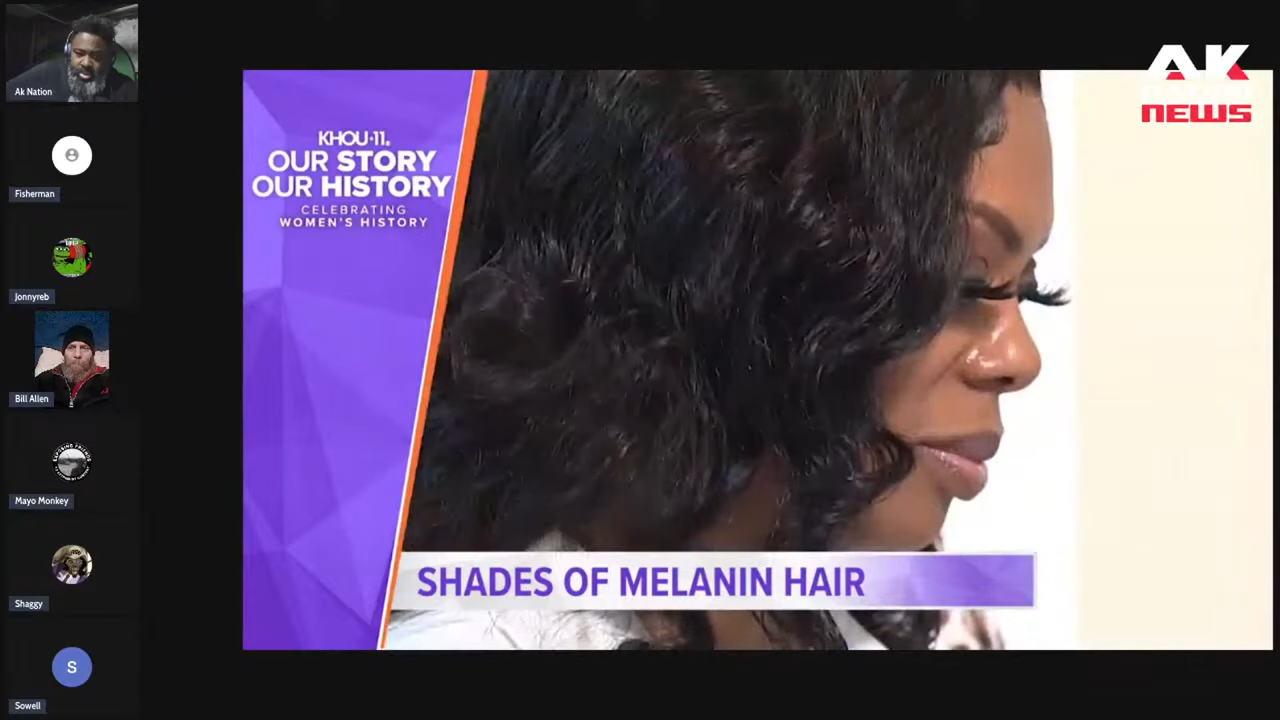 Ak Nation
Fisherman
Jonnyreb
Bill Allen
Mayo Monkey
Shaggy
S
Sowell
KHOU·11.
OUR STORY
OUR HISTORY
CELEBRATING
WOMEN'S HISTORY
SHADES OF MELANIN HAIR
AK
NATION
NEWS